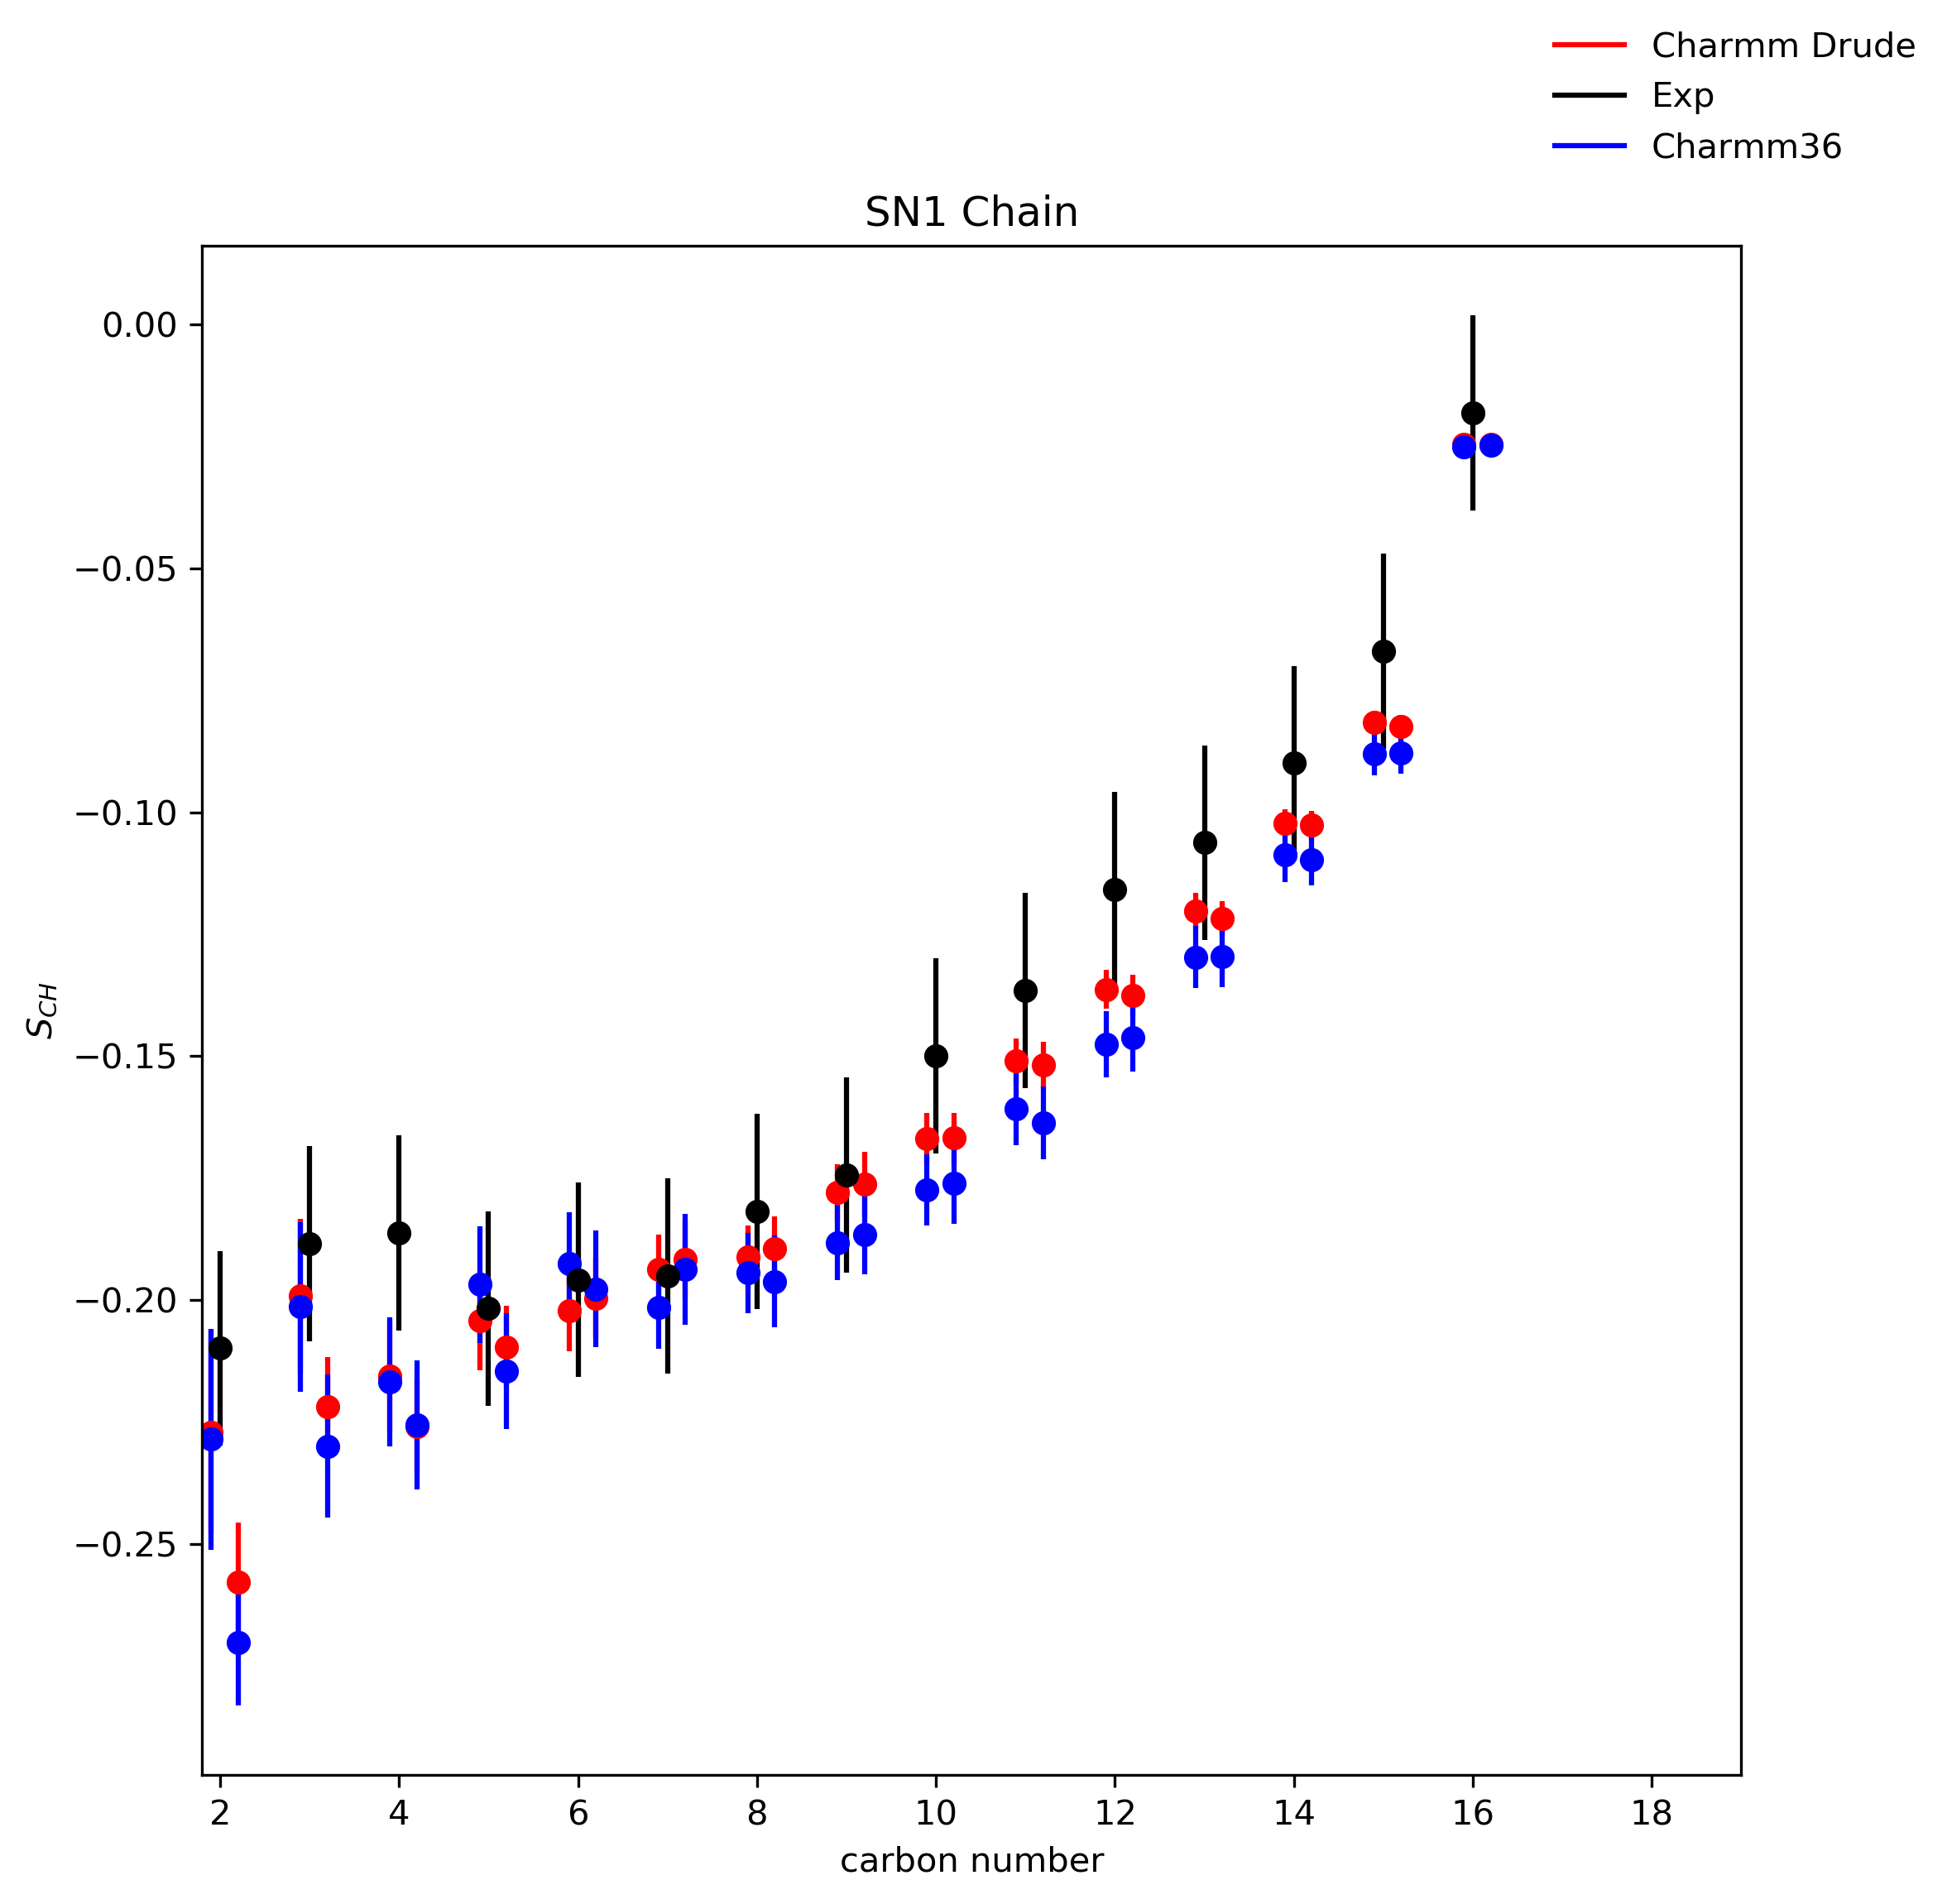 Charmm Drude
Exp
Charmm36
SN1 Chain
0.00
−0.05
−0.10
−0.15
−0.20
−0.25
S_CH
2 4 6 8 10 12 14 16 18
carbon number